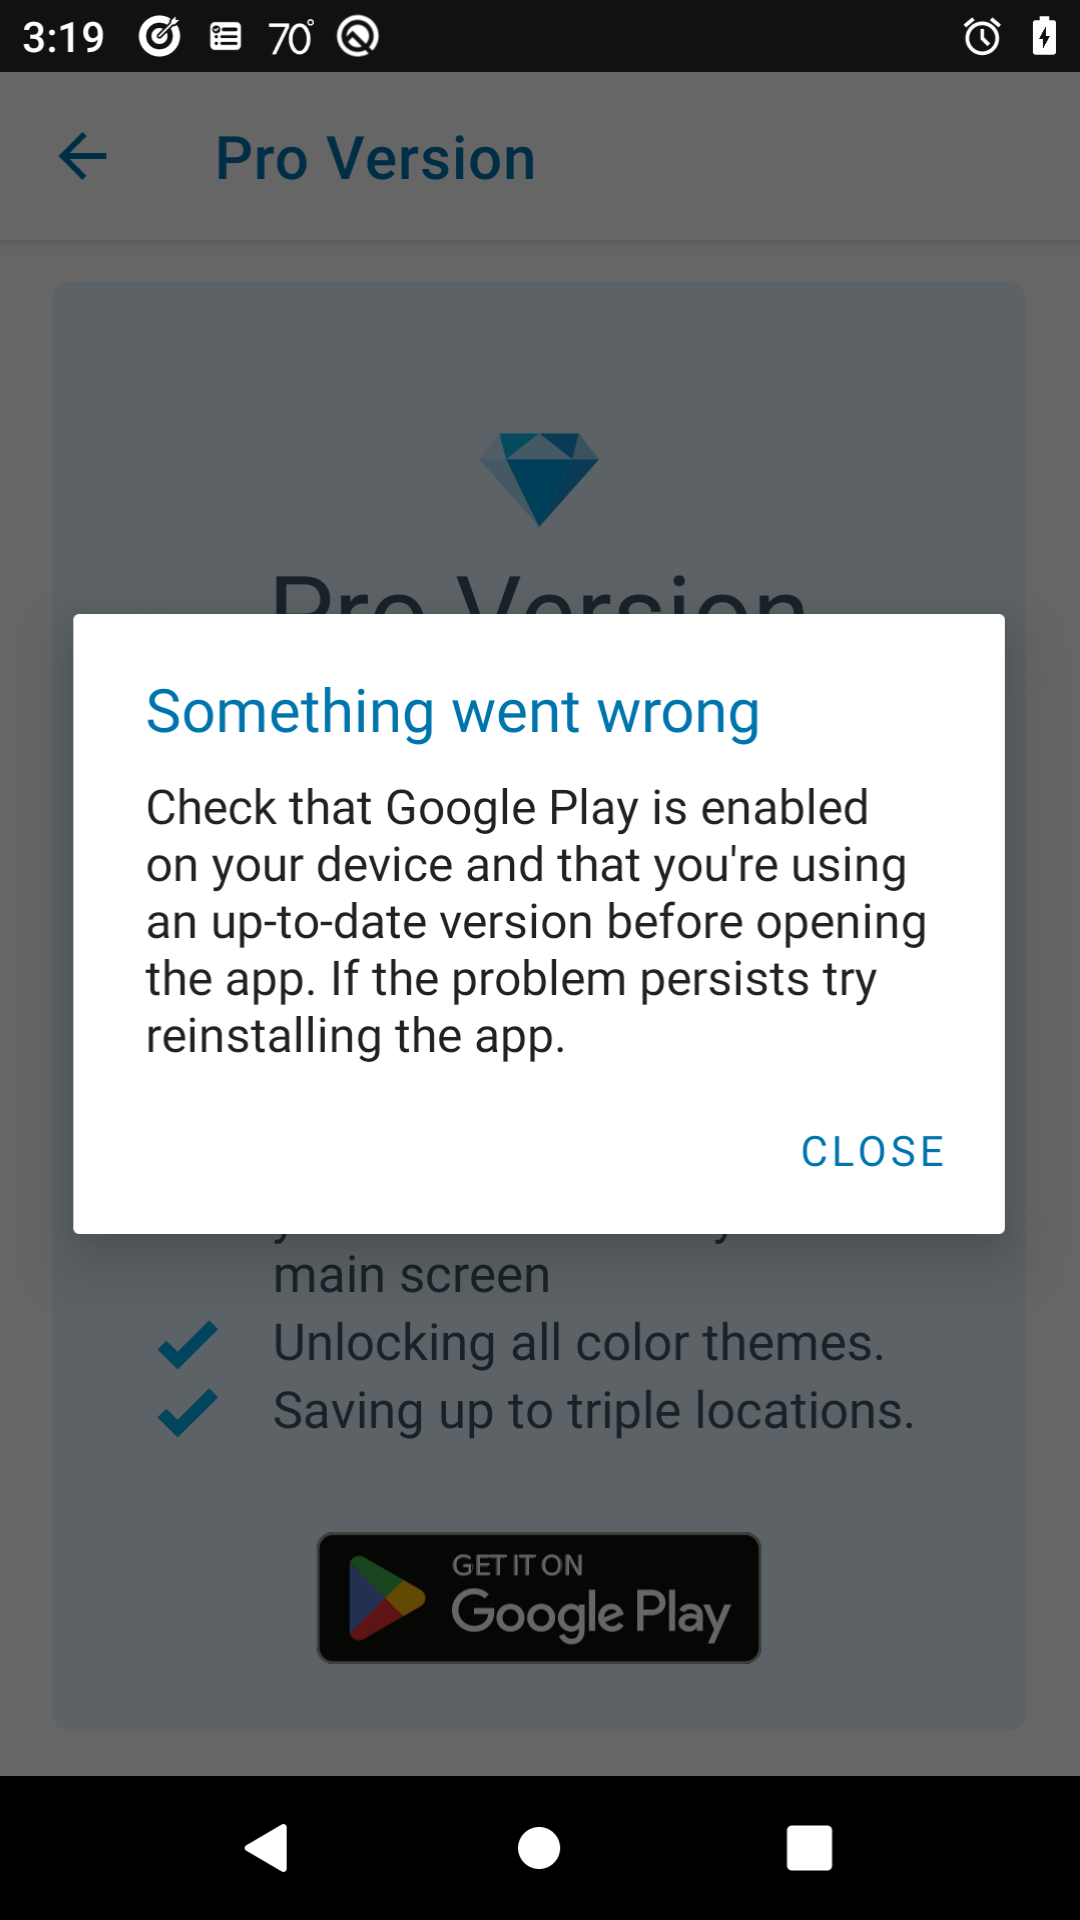 3:19
70°
Pro Version
Pro Version
Something went wrong
Check that Google Play is enabled
on your device and that you're using
an up-to-date version before opening
the app. If the problem persists try
reinstalling the app.
CLOSE
main screen
Unlocking all color themes.
Saving up to triple locations.
GET IT ON
Google Play